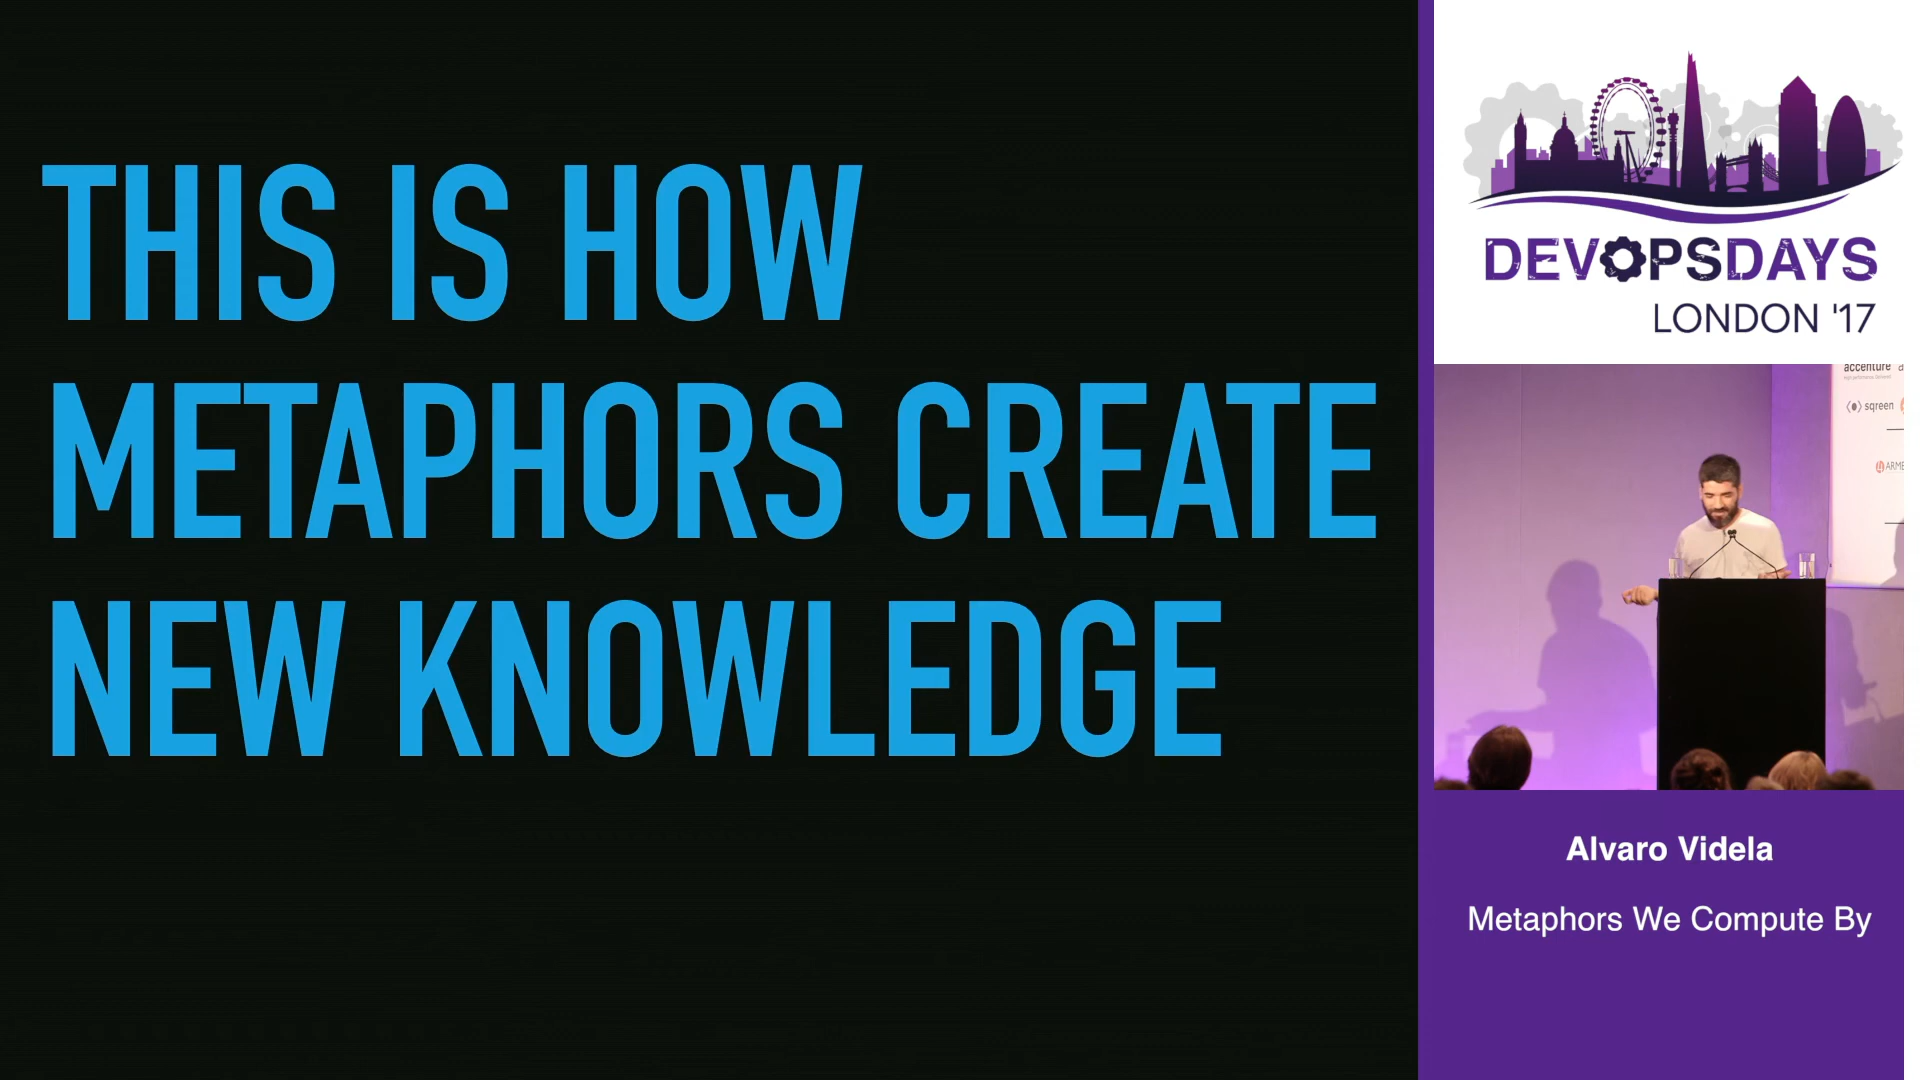 THIS IS HOW
METAPHORS CREATE
NEW KNOWLEDGE
DEVOPSDAYS
LONDON '17
accenture
sqreen
Alvaro Videla
Metaphors We Compute By